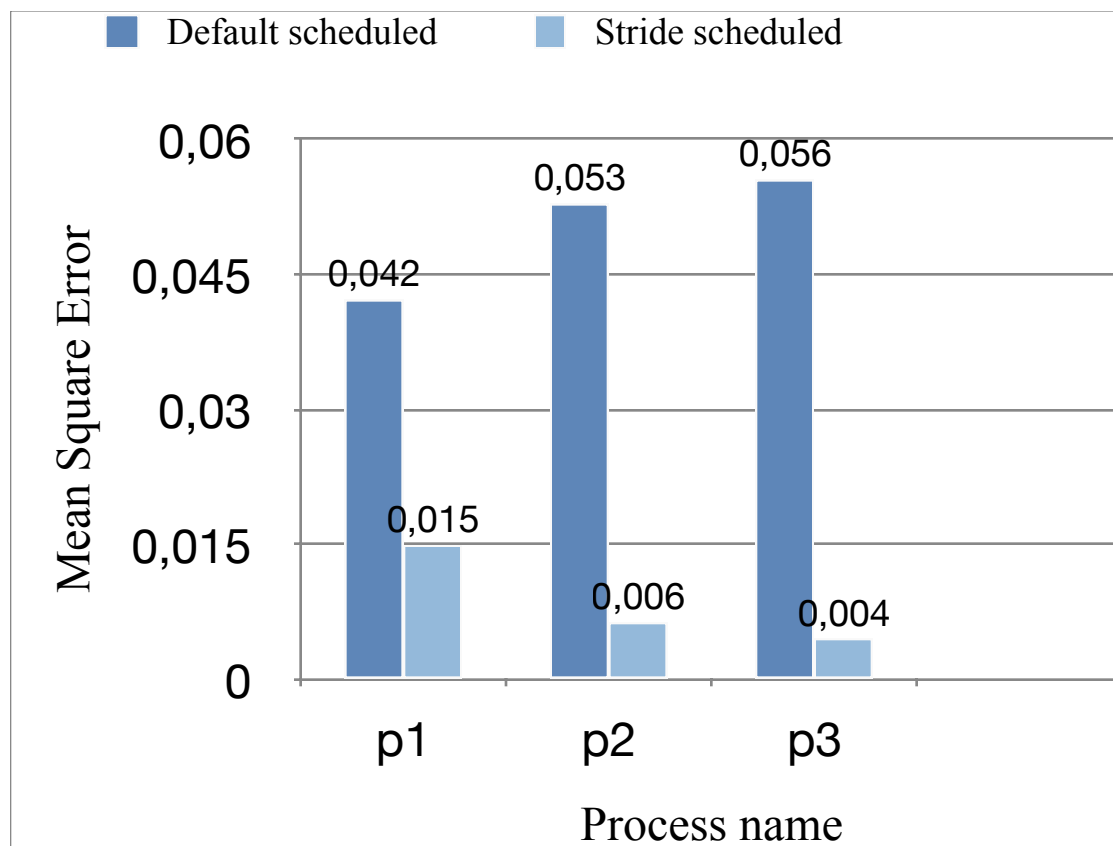 Default scheduled Stride scheduled
0,06
0,056
0,053
0,045
0,042
0,03
0,015
0,015
0,006
0,004
0
Mean Square Error
p1 p2 p3
Process name